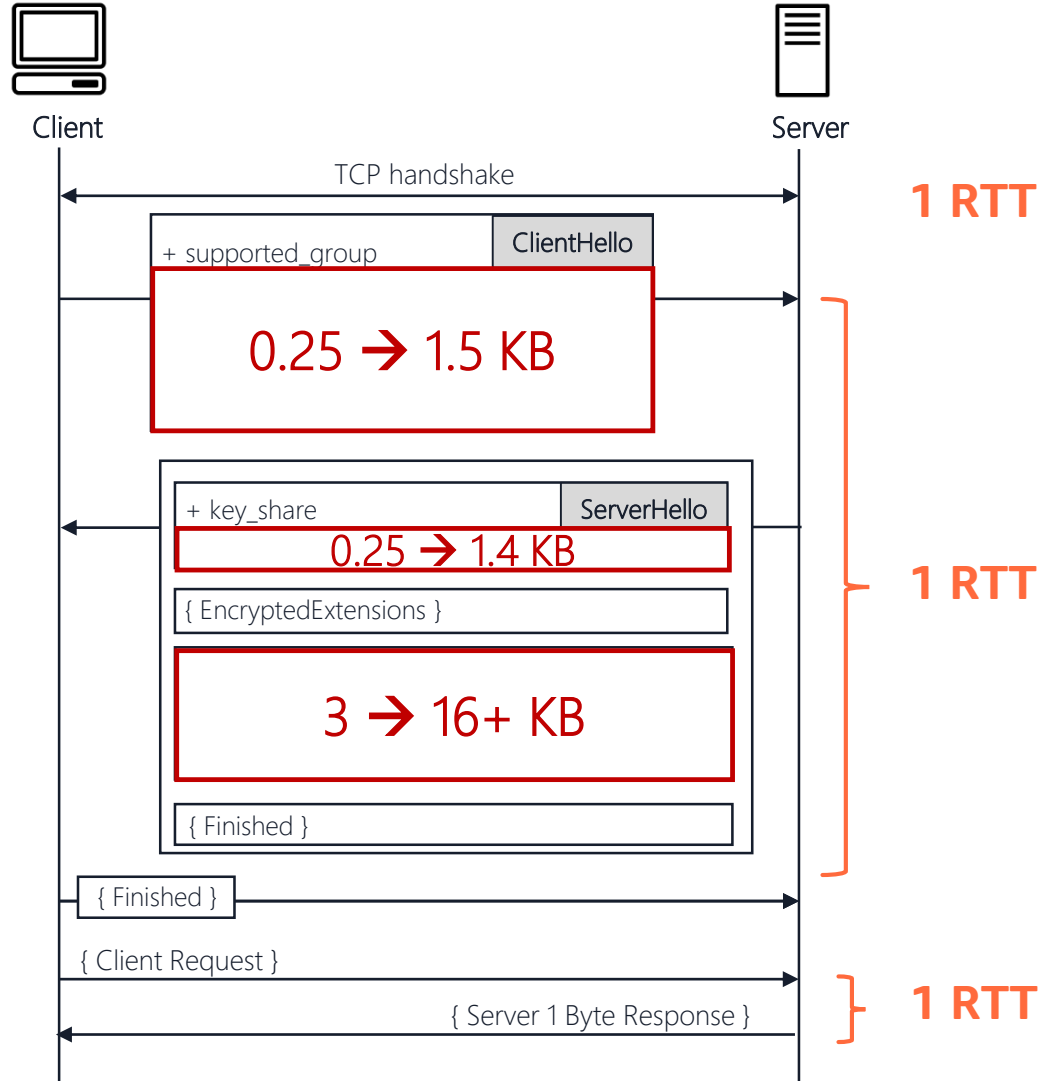 Client
Server
TCP handshake
1 RTT
ClientHello
+ supported_group
0.25 → 1.5 KB
+ key_share
ServerHello
0.25 → 1.4 KB
{ EncryptedExtensions }
1 RTT
3 → 16+ KB
{ Finished }
{ Finished }
{ Client Request }
1 RTT
{ Server 1 Byte Response }